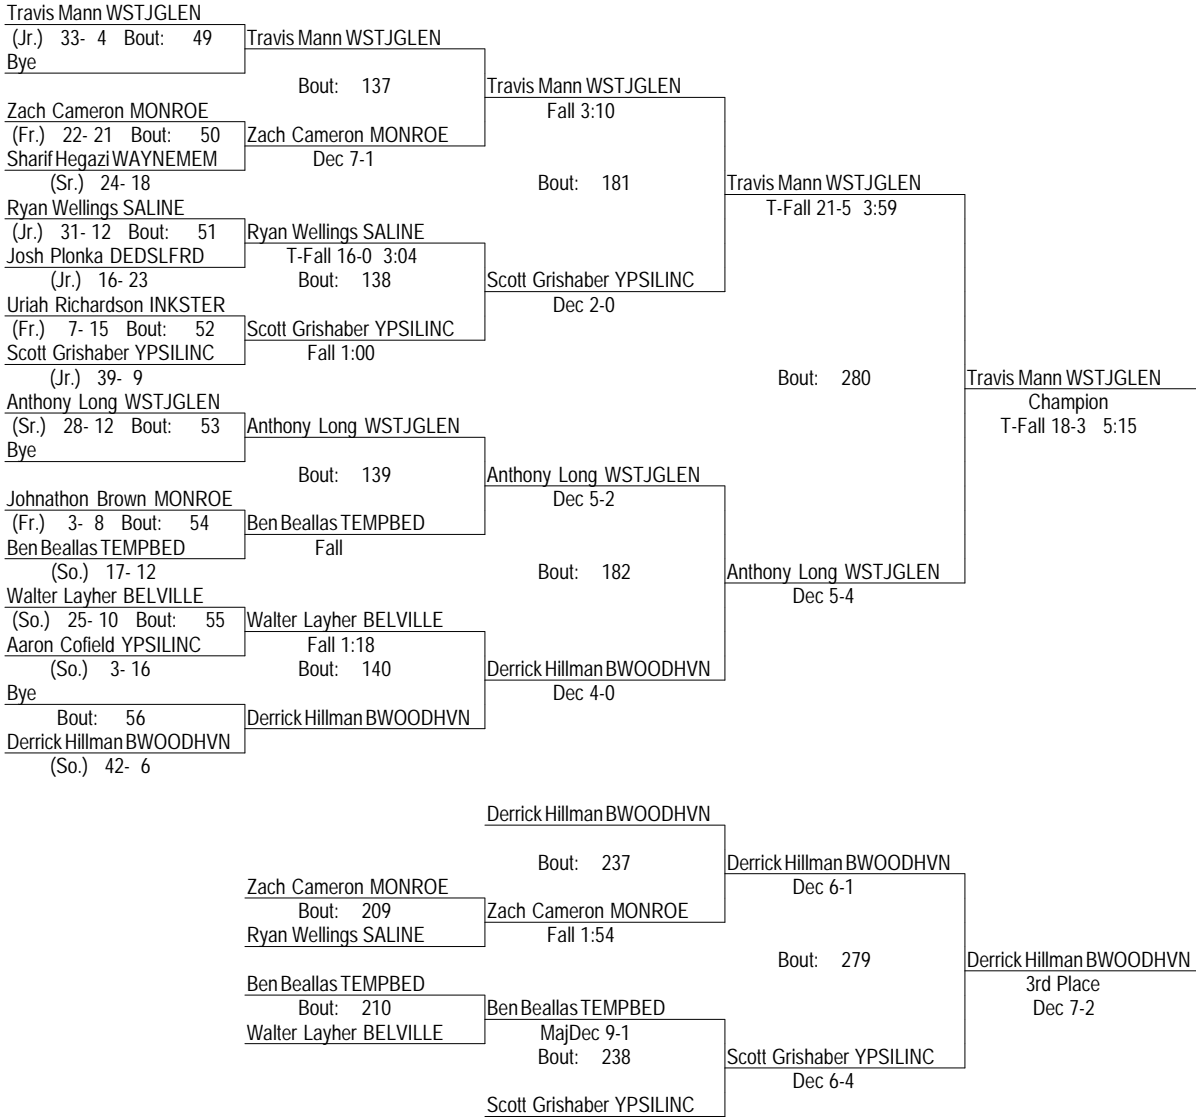 Travis Mann WSTJGLEN
(Jr.) 33- 4 Bout: 49
Travis Mann WSTJGLEN
Bye
Bout: 137
Travis Mann WSTJGLEN
Zach Cameron MONROE
Fall 3:10
(Fr.) 22- 21 Bout: 50
Zach Cameron MONROE
Sharif Hegazi WAYNEMEM
Dec 7-1
(Sr.) 24- 18
Bout: 181
Travis Mann WSTJGLEN
Ryan Wellings SALINE
T-Fall 21-5 3:59
(Jr.) 31- 12 Bout: 51
Ryan Wellings SALINE
Josh Plonka DEDSLFRD
T-Fall 16-0 3:04
(Jr.) 16- 23
Bout: 138
Scott Grishaber YPSILINC
Uriah Richardson INKSTER
Dec 2-0
(Fr.) 7- 15 Bout: 52
Scott Grishaber YPSILINC
Scott Grishaber YPSILINC
Fall 1:00
(Jr.) 39- 9
Bout: 280
Travis Mann WSTJGLEN
Anthony Long WSTJGLEN
Champion
(Sr.) 28- 12 Bout: 53
Anthony Long WSTJGLEN
T-Fall 18-3 5:15
Bye
Bout: 139
Anthony Long WSTJGLEN
Johnathon Brown MONROE
Dec 5-2
(Fr.) 3- 8 Bout: 54
Ben Beallas TEMPBED
Ben Beallas TEMPBED
Fall
(So.) 17- 12
Bout: 182
Anthony Long WSTJGLEN
Walter Layher BELVILLE
Dec 5-4
(So.) 25- 10 Bout: 55
Walter Layher BELVILLE
Aaron Cofield YPSILINC
Fall 1:18
(So.) 3- 16
Bout: 140
Derrick Hillman BWOODHVN
Bye
Dec 4-0
Bout: 56
Derrick Hillman BWOODHVN
Derrick Hillman BWOODHVN
(So.) 42- 6
Derrick Hillman BWOODHVN
Bout: 237
Derrick Hillman BWOODHVN
Zach Cameron MONROE
Dec 6-1
Bout: 209
Zach Cameron MONROE
Ryan Wellings SALINE
Fall 1:54
Bout: 279
Derrick Hillman BWOODHVN
Ben Beallas TEMPBED
3rd Place
Bout: 210
Ben Beallas TEMPBED
Dec 7-2
Walter Layher BELVILLE
MajDec 9-1
Bout: 238
Scott Grishaber YPSILINC
Dec 6-4
Scott Grishaber YPSILINC